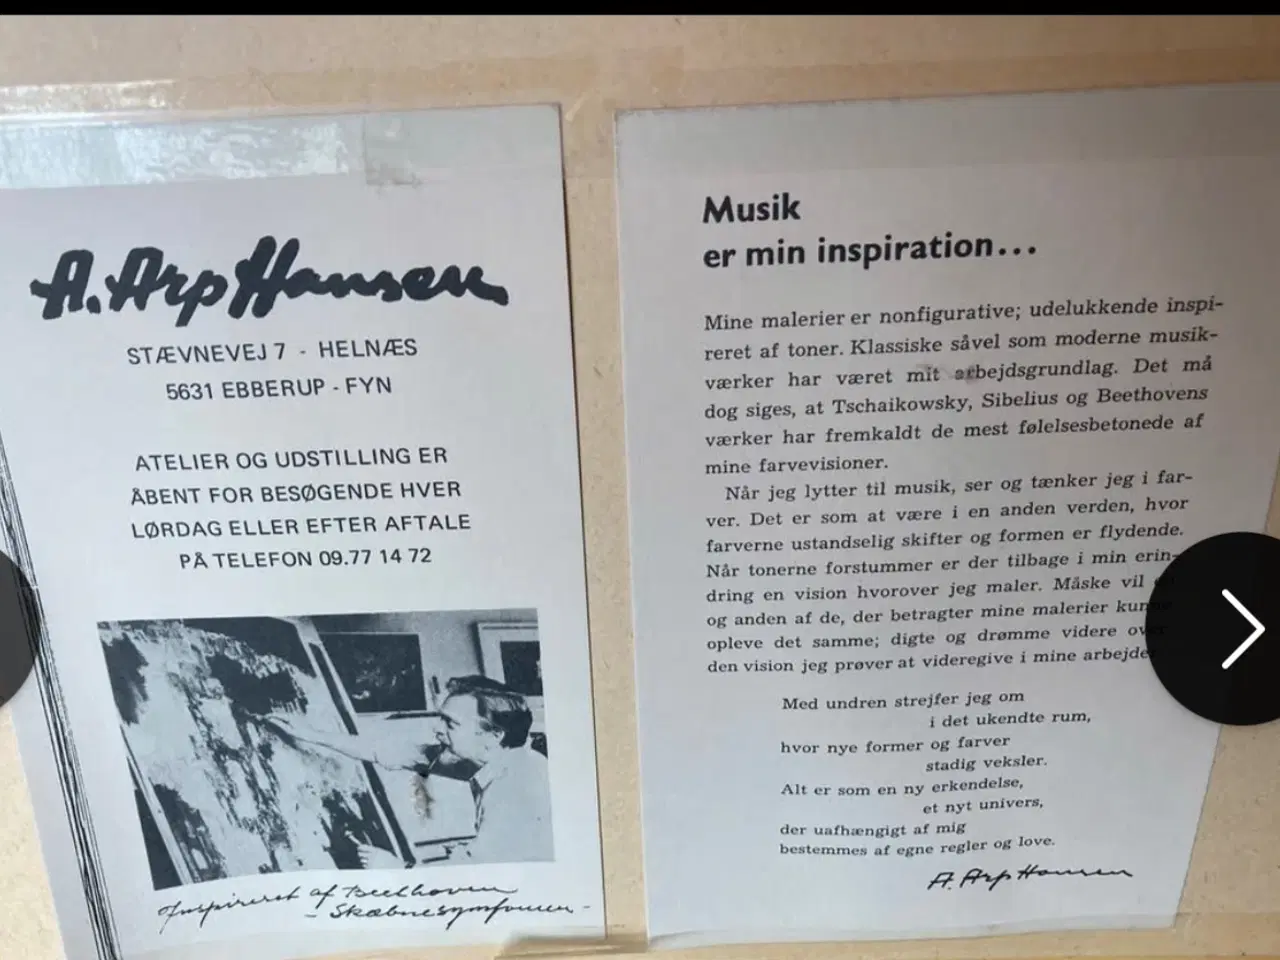 A. Arp Hansen
STÆVNEVEJ 7 - HELNÆS
5631 EBBERUP - FYN
ATELIER OG UDSTILLING ER
ÅBENT FOR BESØGENDE HVER
LØRDAG ELLER EFTER AFTALE
PÅ TELEFON 09.77 14 72
Inspireret af Beethoven
- Skæbnesymfonien -
Musik
er min inspiration...
Mine malerier er nonfigurative; udelukkende inspi-
reret af toner. Klassiske såvel som moderne musik-
værker har været mit arbejdsgrundlag. Det må
dog siges, at Tschaikowsky, Sibelius og Beethovens
værker har fremkaldt de mest følelsesbetonede af
mine farvevisioner.
Når jeg lytter til musik, ser og tænker jeg i far-
ver. Det er som at være i en anden verden, hvor
farverne ustandselig skifter og formen er flydende.
Når tonerne forstummer er der tilbage i min erin-
dring en vision hvorover jeg maler. Måske vil
og anden af de, der betragter mine malerier
opleve det samme; digte og drømme videre
den vision jeg prøver at videregive i mine arbejder
Med undren strejfer jeg om
i det ukendte rum,
hvor nye former og farver
stadig veksler.
Alt er som en ny erkendelse,
et nyt univers,
der uafhængigt af mig
bestemmes af egne regler og love.
A. Arp Hansen